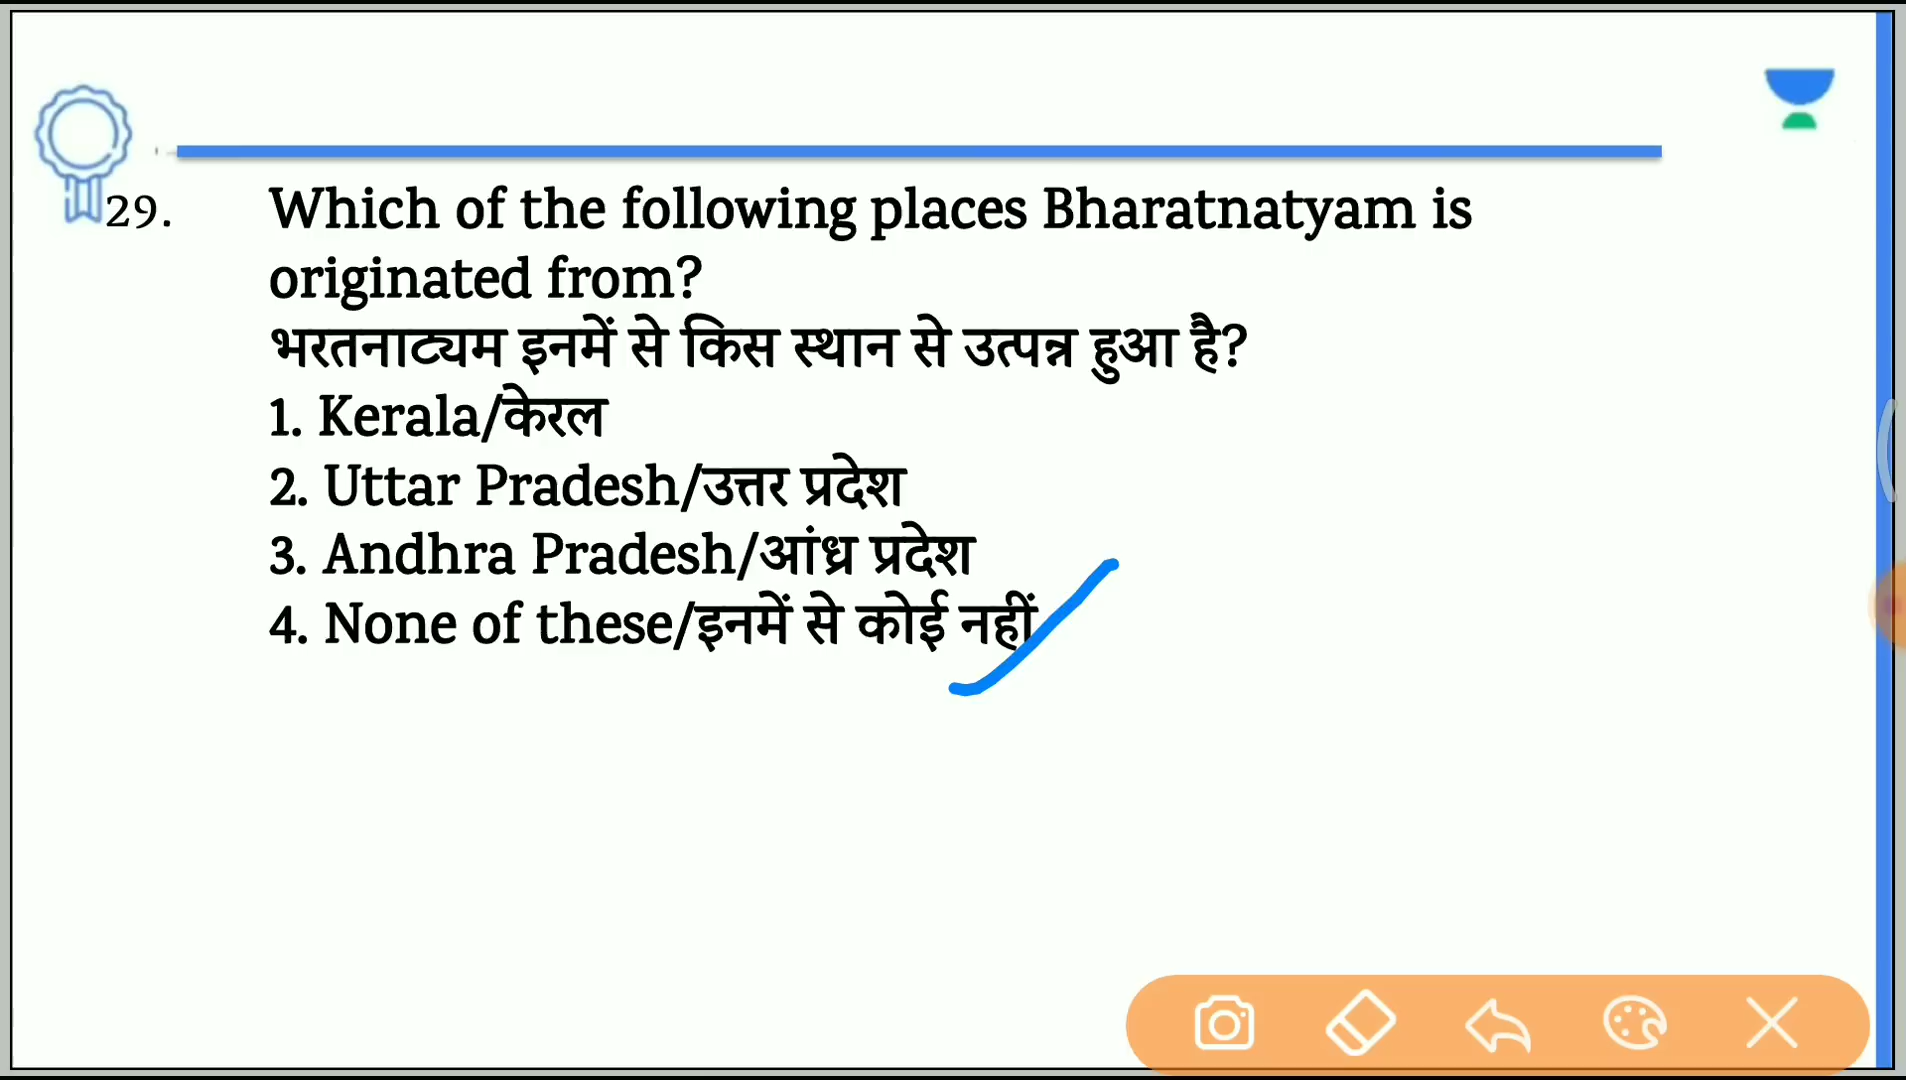 29. Which of the following places Bharatnatyam is
originated from?
भरतनाट्यम इनमें से किस स्थान से उत्पन्न हुआ है?
1. Kerala/केरल
2. Uttar Pradesh/उत्तर प्रदेश
3. Andhra Pradesh/आंध्र प्रदेश
4. None of these/इनमें से कोई नहीं